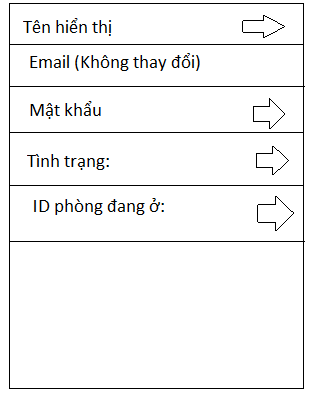 Tên hiển thị
Email (Không thay đổi)
Mật khẩu
Tình trạng:
ID phòng đang ở: